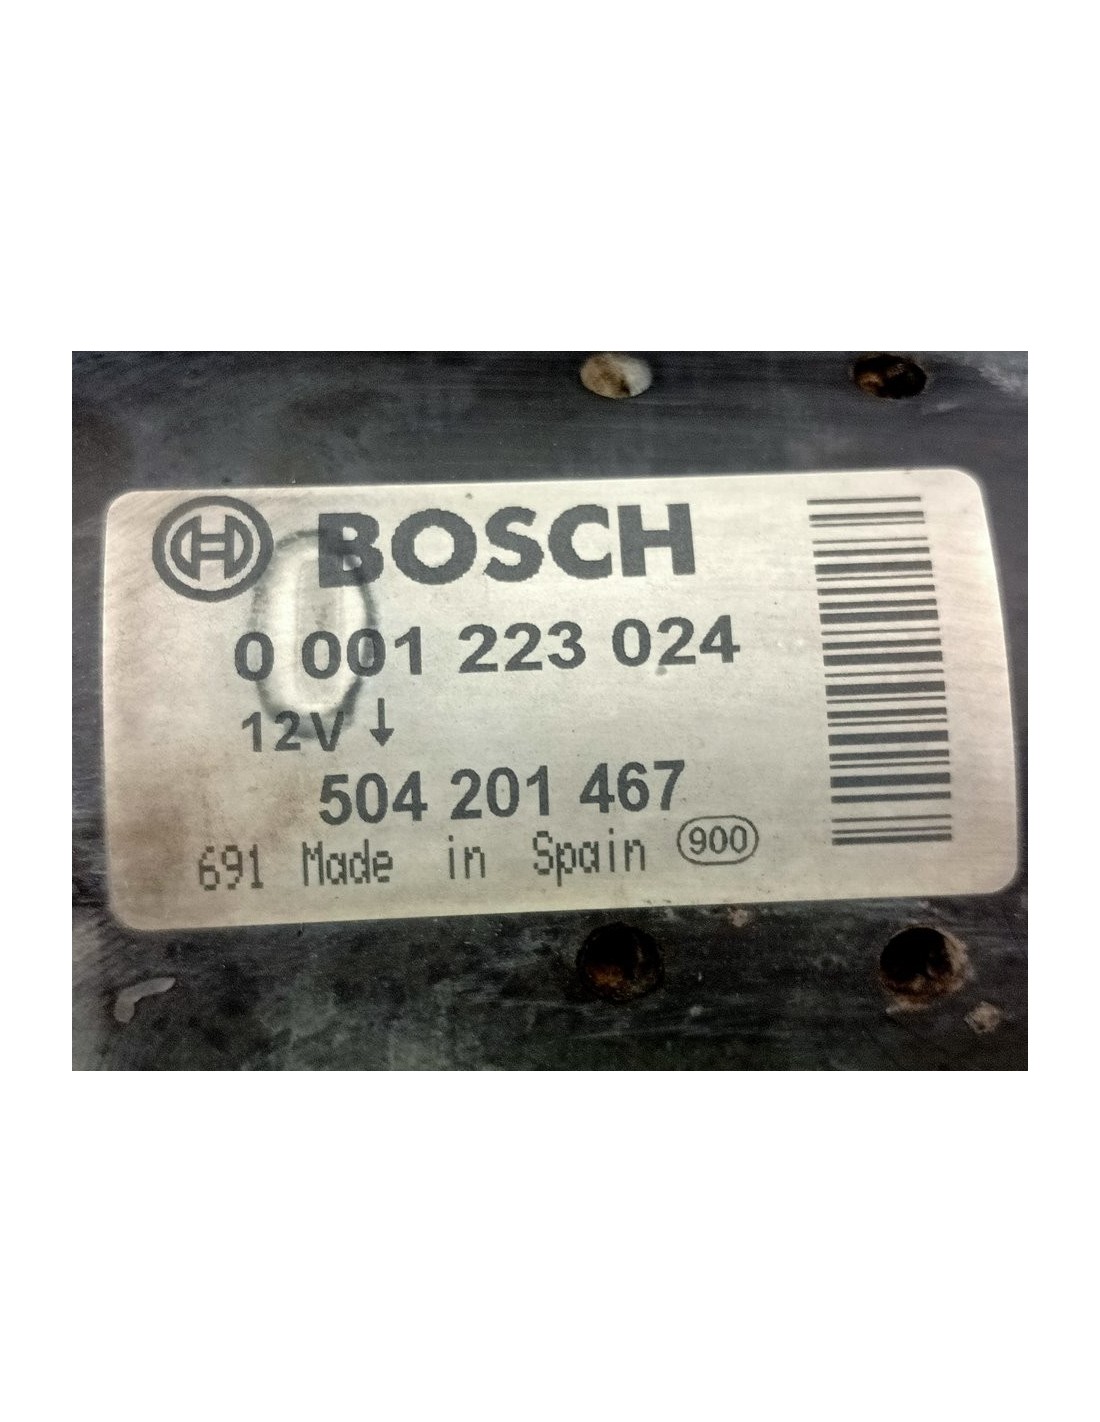 BOSCH
0 001 223 024
12V ↓
504 201 467
691 Made in Spain 900